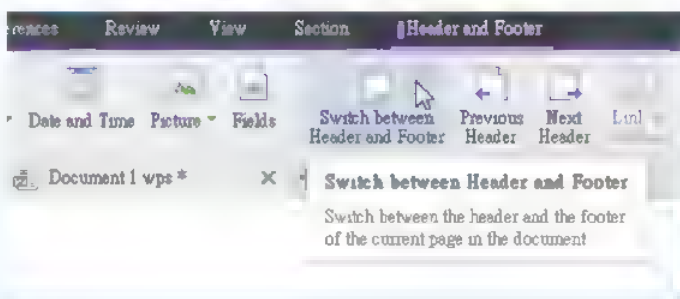 erences Review View Section Header and Footer
Date and Time Picture Fields Switch between Header and Footer Previous Header Next Header Link
Document 1 wps * ×
Switch between Header and Footer
Switch between the header and the footer
of the current page in the document